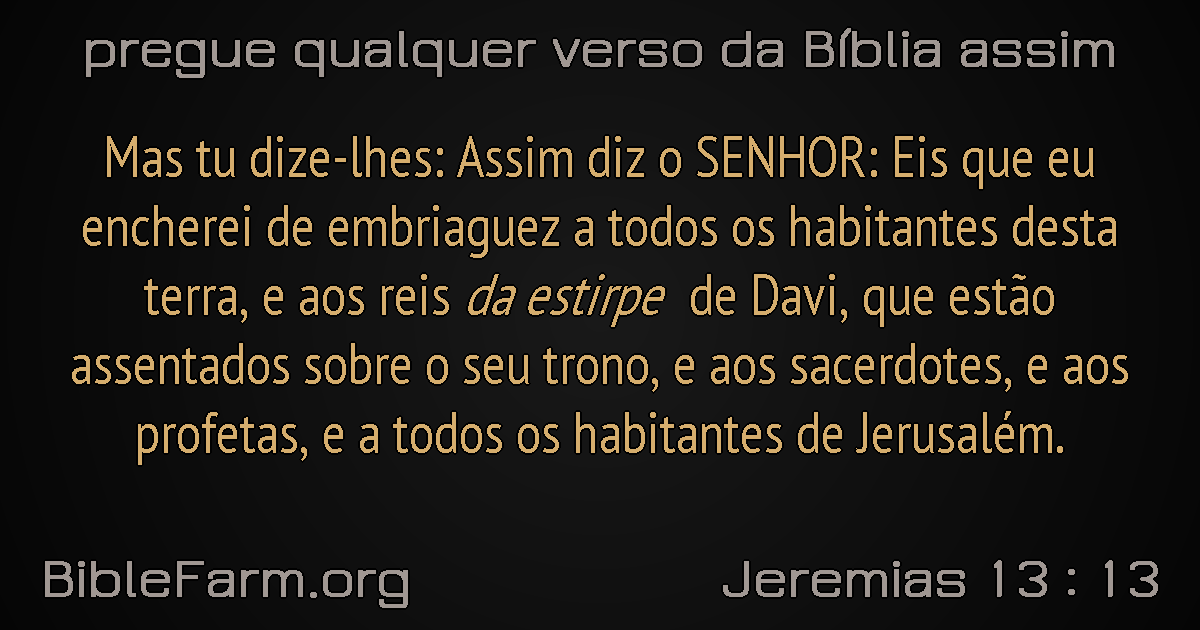 pregue qualquer verso da Bíblia assim
Mas tu dize-lhes: Assim diz o SENHOR: Eis que eu
encherei de embriaguez a todos os habitantes desta
terra, e aos reis da estirpe de Davi, que estão
assentados sobre o seu trono, e aos sacerdotes, e aos
profetas, e a todos os habitantes de Jerusalém.
BibleFarm.org
Jeremias 13 : 13